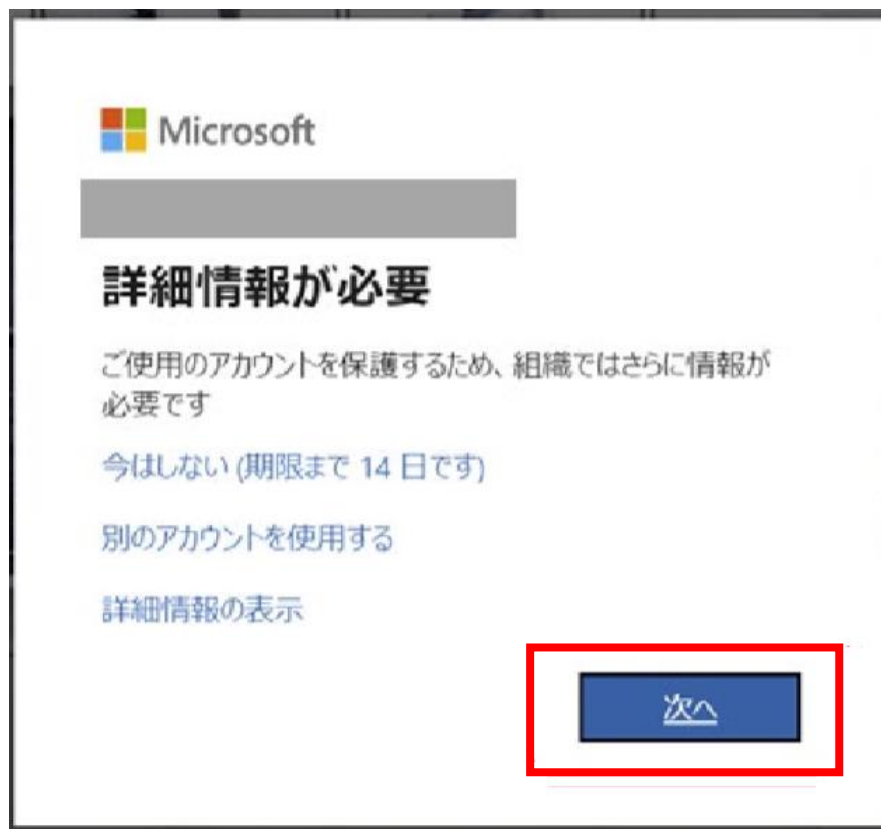 Microsoft
詳細情報が必要
ご使用のアカウントを保護するため、組織ではさらに情報が
必要です
今はしない (期限まで 14 日です)
別のアカウントを使用する
詳細情報の表示
次へ